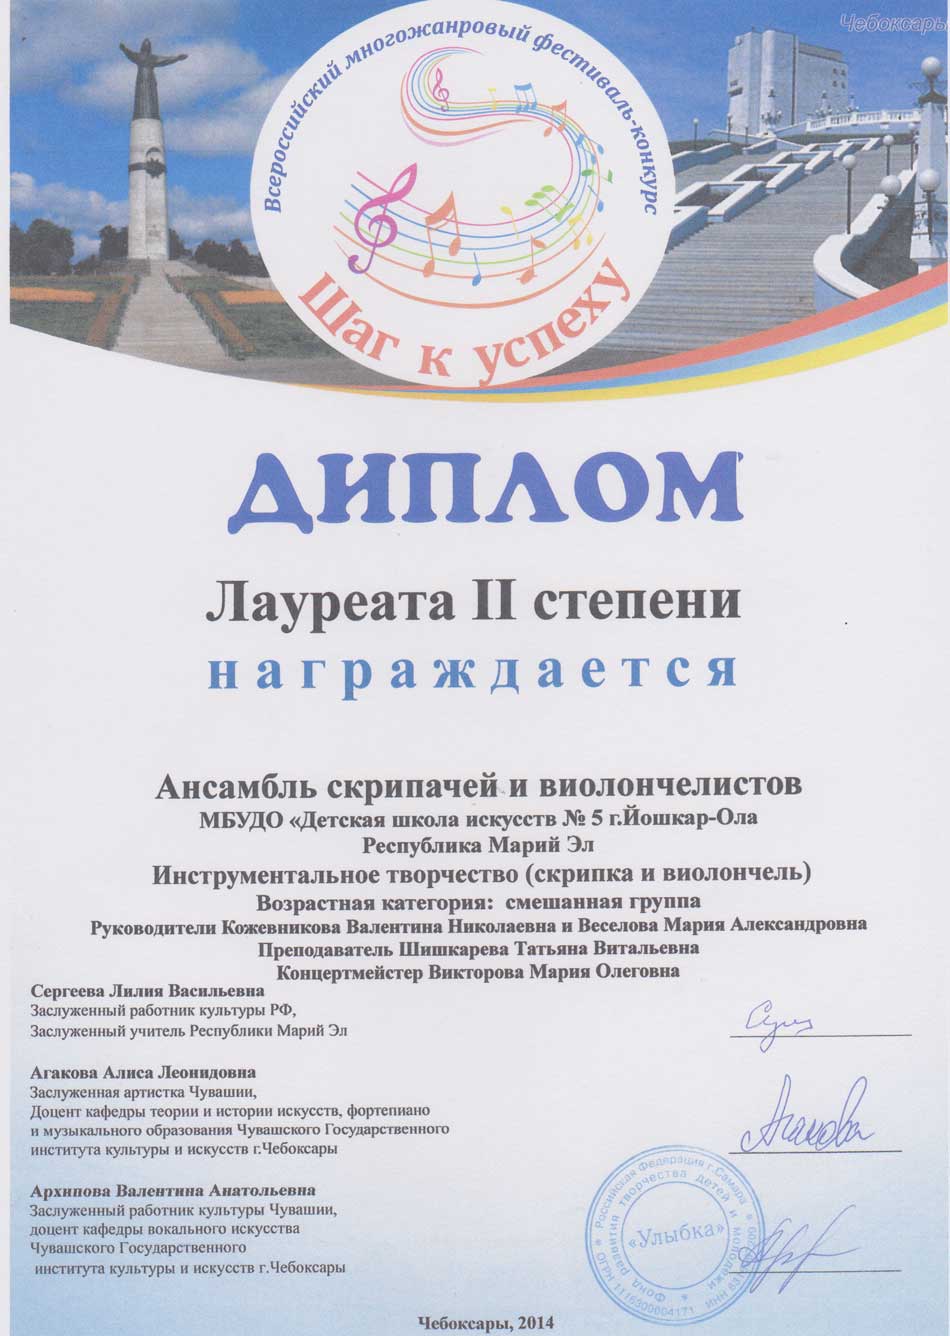 Чебоксары
Всероссийский многожанровый фестиваль-конкурс
Шаг к успеху
ДИПЛОМ
Лауреата II степени
награждается
Ансамбль скрипачей и виолончелистов
МБУДО «Детская школа искусств № 5 г.Йошкар-Ола
Республика Марий Эл
Инструментальное творчество (скрипка и виолончель)
Возрастная категория: смешанная группа
Руководители Кожевникова Валентина Николаевна и Веселова Мария Александровна
Преподаватель Шишкарева Татьяна Витальевна
Концертмейстер Викторова Мария Олеговна
Сергеева Лилия Васильевна
Заслуженный работник культуры РФ,
Заслуженный учитель Республики Марий Эл
Агакова Алиса Леонидовна
Заслуженная артистка Чувашии,
Доцент кафедры теории и истории искусств, фортепиано
и музыкального образования Чувашского Государственного
института культуры и искусств г.Чебоксары
Агакова
Архипова Валентина Анатольевна
Заслуженный работник культуры Чувашии,
доцент кафедры вокального искусства
Чувашского Государственного
института культуры и искусств г.Чебоксары
Российская Федерация г.Самара
Фонд развития творчества детей и молодежи
«Улыбка»
ОГРН 1116300004171 ИНН
Чебоксары, 2014